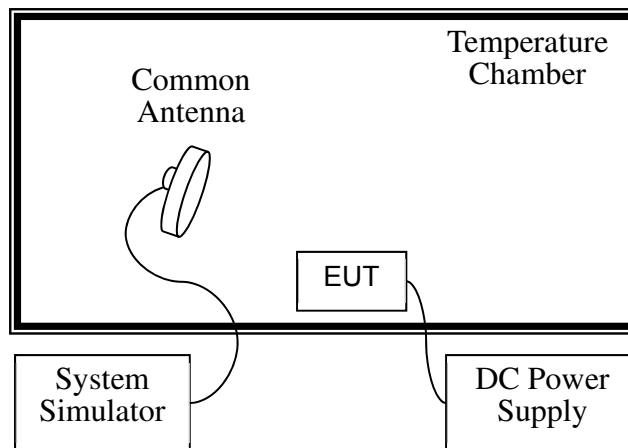 Temperature
Chamber
Common
Antenna
EUT
System
Simulator
DC Power
Supply